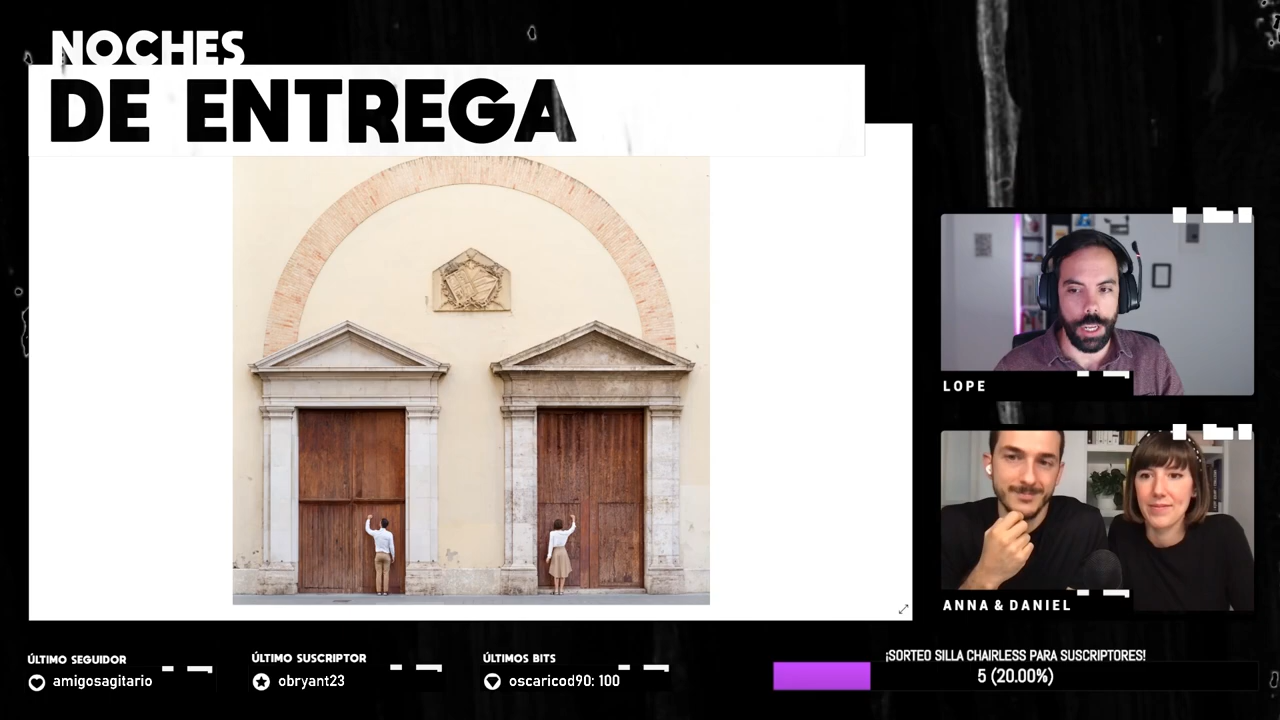 NOCHES
DE ENTREGA
LOPE
ANNA & DANIEL
ÚLTIMO SEGUIDOR
amigosagitario
ÚLTIMO SUSCRIPTOR
obryant23
ÚLTIMOS BITS
oscaricod90: 100
¡SORTEO SILLA CHAIRLESS PARA SUSCRIPTORES!
5 (20.00%)